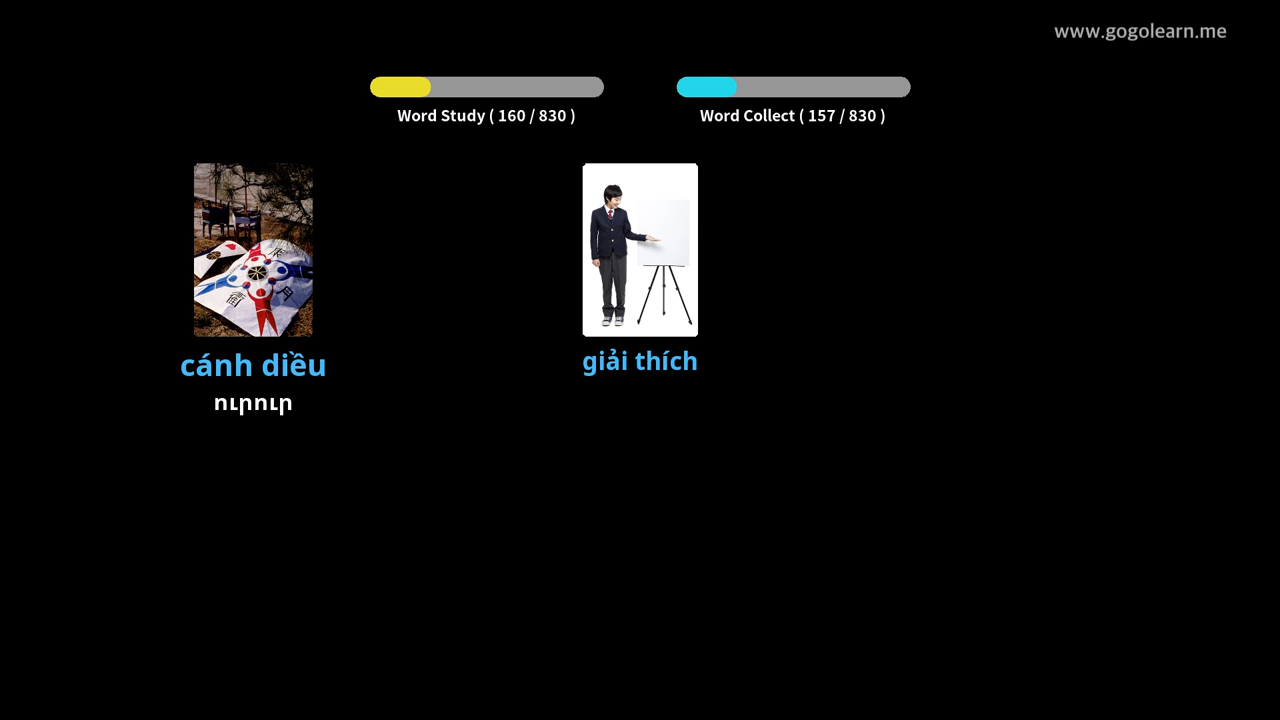 www.gogolearn.me
Word Study ( 160 / 830 )
Word Collect ( 157 / 830 )
cánh diều
ուրուր
giải thích